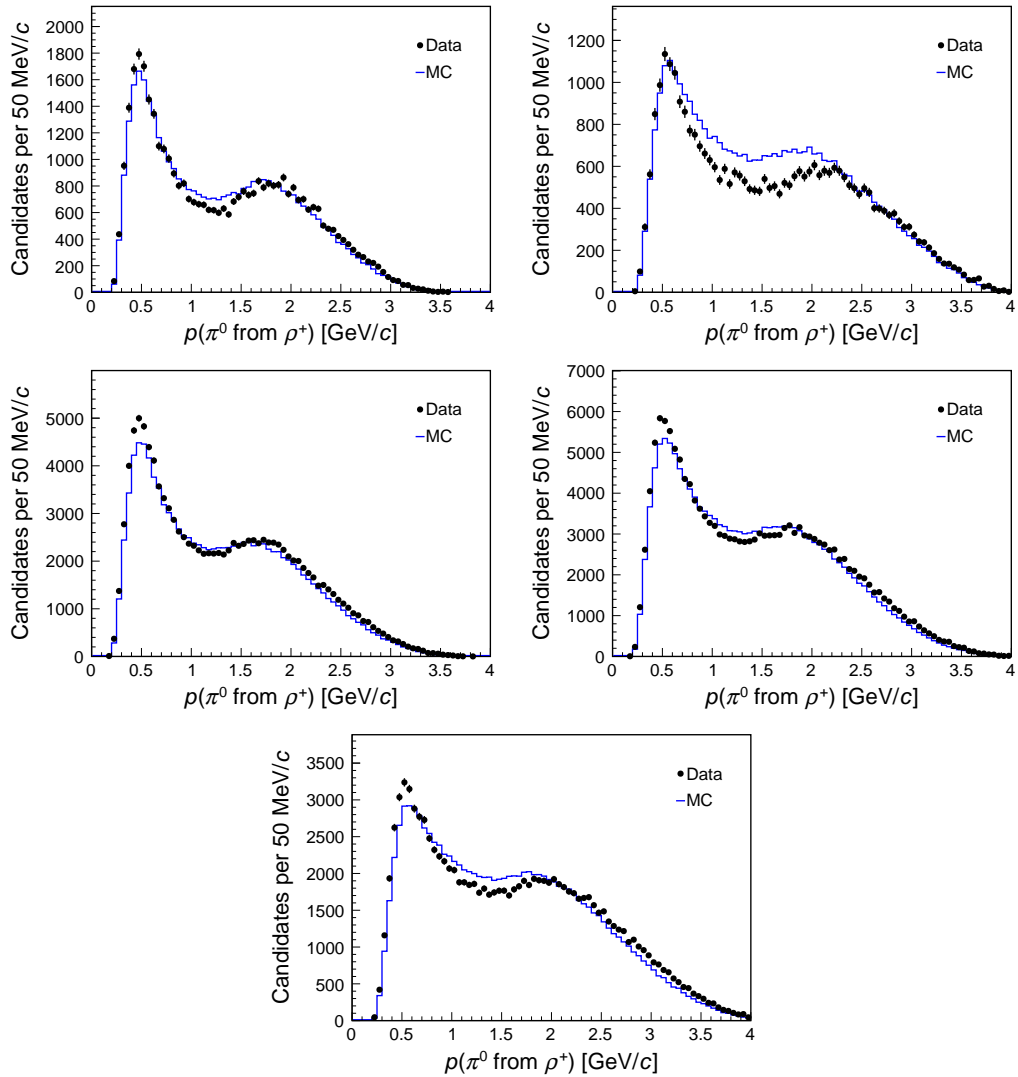 Candidates per 50 MeV/c
2000
1800
1600
1400
1200
1000
800
600
400
200
0
Data
MC
0 0.5 1 1.5 2 2.5 3 3.5 4
p(π⁰ from ρ⁺) [GeV/c]
Candidates per 50 MeV/c
1200
1000
800
600
400
200
0
Data
MC
0 0.5 1 1.5 2 2.5 3 3.5 4
p(π⁰ from ρ⁺) [GeV/c]
Candidates per 50 MeV/c
5000
4000
3000
2000
1000
0
Data
MC
0 0.5 1 1.5 2 2.5 3 3.5 4
p(π⁰ from ρ⁺) [GeV/c]
Candidates per 50 MeV/c
7000
6000
5000
4000
3000
2000
1000
0
Data
MC
0 0.5 1 1.5 2 2.5 3 3.5 4
p(π⁰ from ρ⁺) [GeV/c]
Candidates per 50 MeV/c
3500
3000
2500
2000
1500
1000
500
0
Data
MC
0 0.5 1 1.5 2 2.5 3 3.5 4
p(π⁰ from ρ⁺) [GeV/c]